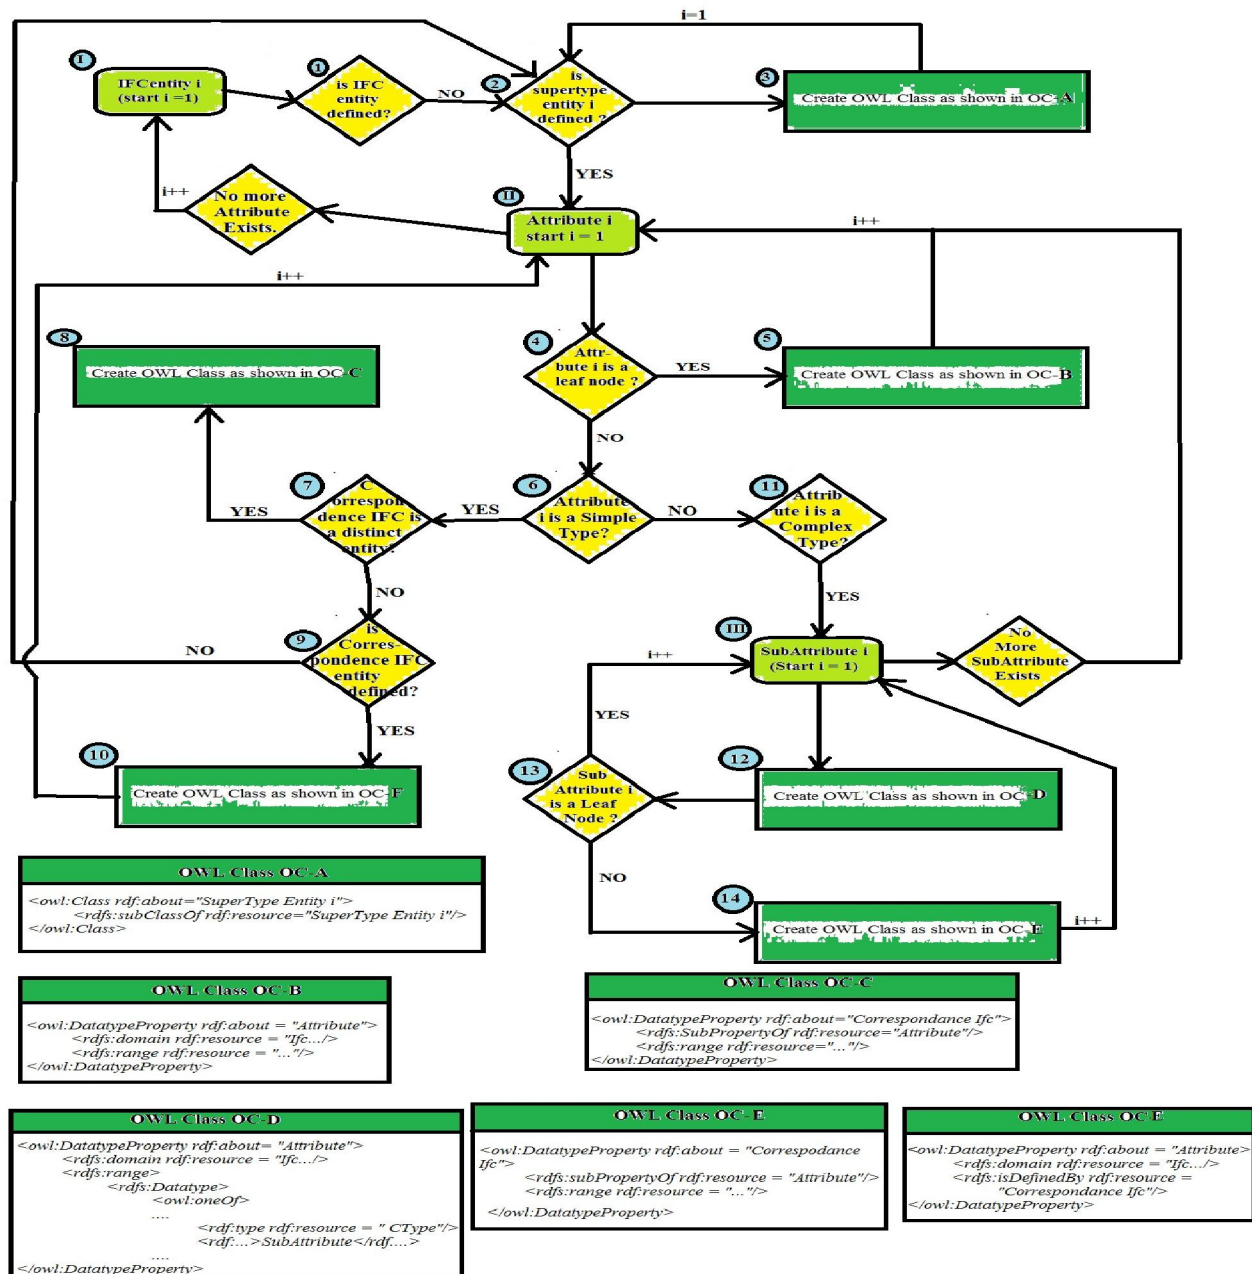 i=1
I
IFCentity i
(start i =1)
1
is IFC
entity
defined?
NO
2
is
supertype
entity i
defined ?
3
Create OWL Class as shown in OC-A
YES
i++
No more
Attribute
Exists.
II
Attribute i
start i = 1
i++
i++
8
Create OWL Class as shown in OC-C
4
Attr-
ibute i is a
leaf node ?
YES
5
Create OWL Class as shown in OC-B
NO
7
C
orrespon
dence IFC is
a distinct
entity?
YES
YES
6
Attribute
i is a Simple
Type?
NO
11
Attrib
ute i is a
Complex
Type?
NO
YES
9
is
Corres-
pondence IFC
entity
defined?
NO
YES
III
SubAttribute i
(Start i = 1)
i++
No
More
SubAttribute
Exists
YES
10
Create OWL Class as shown in OC-F
13
Sub
Attribute i
is a Leaf
Node ?
12
Create OWL Class as shown in OC-D
NO
14
Create OWL Class as shown in OC-E
i++
OWL Class OC-A
<owl:Class rdf:about="SuperType Entity i">
<rdfs:subClassOf rdf:resource="SuperType Entity i"/>
</owl:Class>
OWL Class OC-B
<owl:DatatypeProperty rdf:about = "Attribute">
<rdfs:domain rdf:resource = "Ifc.../>
<rdfs:range rdf:resource = "..."/>
</owl:DatatypeProperty>
OWL Class OC-C
<owl:DatatypeProperty rdf:about="Correspondance Ifc">
<rdfs:SubPropertyOf rdf:resource="Attribute"/>
<rdfs:range rdf:resource="..."/>
</owl:DatatypeProperty>
OWL Class OC-D
<owl:DatatypeProperty rdf:about= "Attribute">
<rdfs:domain rdf:resource = "Ifc.../>
<rdfs:range>
<rdfs:Datatype>
<owl:oneOf>
....
<rdf:type rdf:resource = " CType"/>
<rdf:...>SubAttribute</rdf....>
....
</owl:DatatypeProperty>
OWL Class OC-E
<owl:DatatypeProperty rdf:about = "Correspodance
Ifc">
<rdfs:subPropertyOf rdf:resource = "Attribute"/>
<rdfs:range rdf:resource = "..."/>
</owl:DatatypeProperty>
OWL Class OC-F
<owl:DatatypeProperty rdf:about= "Attribute>
<rdfs:domain rdf:resource = "Ifc.../>
<rdfs:isDefinedBy rdf:resource =
"Correspondance Ifc"/>
</owl:DatatypeProperty>